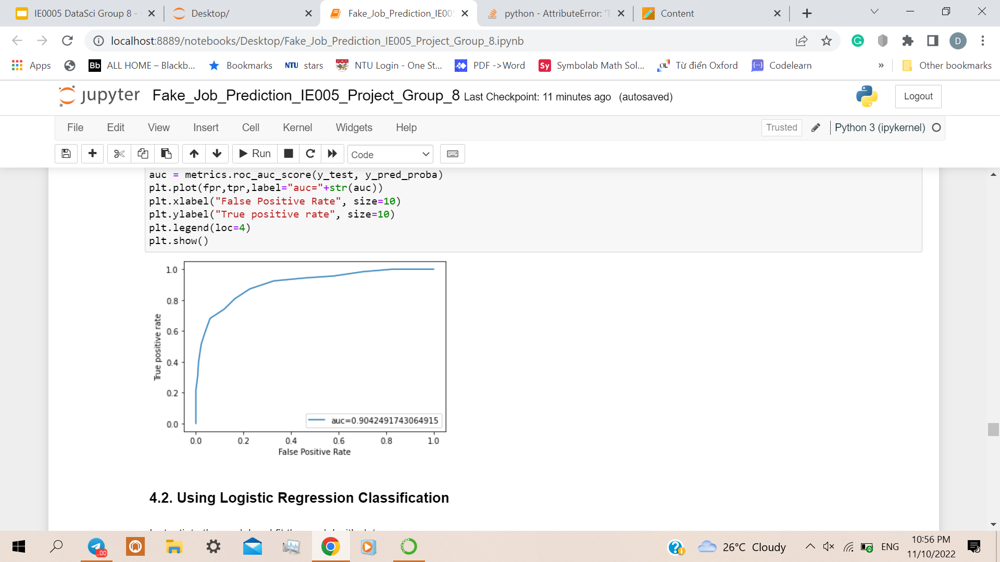 IE0005 DataSci Group 8 -
Desktop/
Fake_Job_Prediction_IE00
python - AttributeError: 'T
Content
localhost:8889/notebooks/Desktop/Fake_Job_Prediction_IE005_Project_Group_8.ipynb
G
D
Apps
Bb ALL HOME – Blackb...
Bookmarks
NTU stars
NTU Login - One St...
PDF ->Word
Sy Symbolab Math Sol...
OL Từ điển Oxford
Codelearn
»
Other bookmarks
jupyter Fake_Job_Prediction_IE005_Project_Group_8 Last Checkpoint: 11 minutes ago (autosaved)
Logout
File Edit View Insert Cell Kernel Widgets Help
Trusted
Python 3 (ipykernel)
Run
Code
auc = metrics.roc_auc_score(y_test, y_pred_proba)
plt.plot(fpr,tpr,label="auc="+str(auc))
plt.xlabel("False Positive Rate", size=10)
plt.ylabel("True positive rate", size=10)
plt.legend(loc=4)
plt.show()
1.0
0.8
0.6
0.4
0.2
0.0
True positive rate
auc=0.9042491743064915
0.0 0.2 0.4 0.6 0.8 1.0
False Positive Rate
4.2. Using Logistic Regression Classification
.00
26°C Cloudy
ENG
10:56 PM
11/10/2022